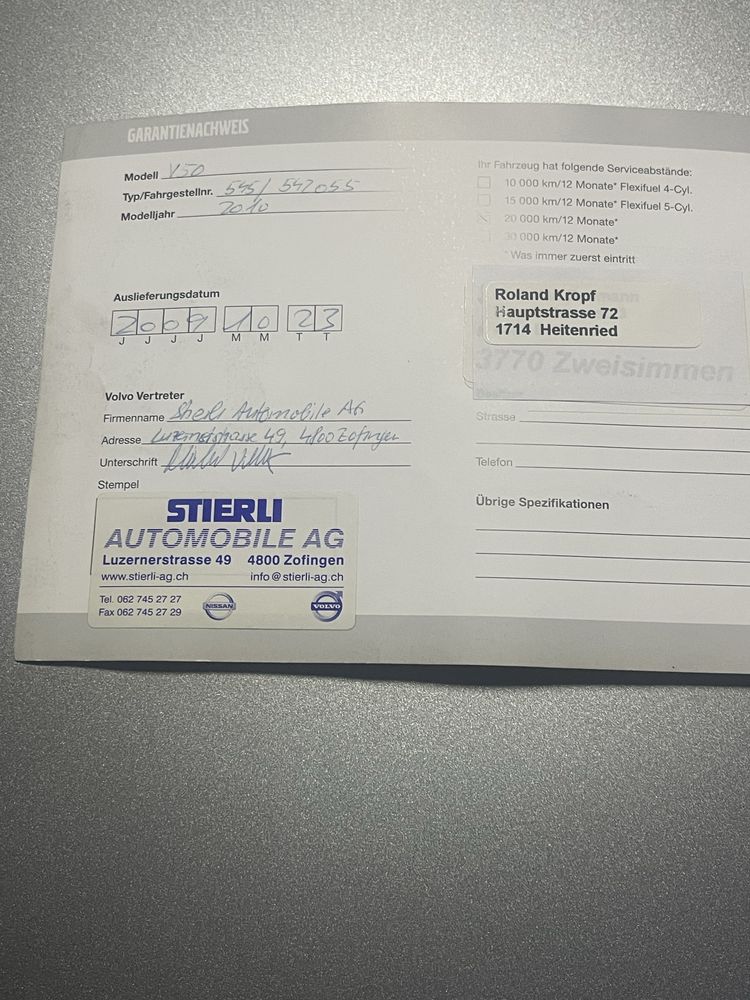 GARANTIENACHWEIS
Modell V50
Typ/Fahrgestellnr. 545/ 542055
Modelljahr 2010
Auslieferungsdatum
2009 10 23
J J J J M M T T
Volvo Vertreter
Firmenname Stierli Automobile AG
Adresse Luzernerstrasse 49, 4800 Zofingen
Unterschrift
Stempel
STIERLI
AUTOMOBILE AG
Luzernerstrasse 49 4800 Zofingen
www.stierli-ag.ch info@stierli-ag.ch
Tel. 062 745 27 27
Fax 062 745 27 29
NISSAN
VOLVO
Ihr Fahrzeug hat folgende Serviceabstände:
10 000 km/12 Monate* Flexifuel 4-Cyl.
15 000 km/12 Monate* Flexifuel 5-Cyl.
20 000 km/12 Monate*
30 000 km/12 Monate*
*Was immer zuerst eintritt
Roland Kropf
Hauptstrasse 72
1714 Heitenried
3770 Zweisimmen
Strasse
Telefon
Übrige Spezifikationen